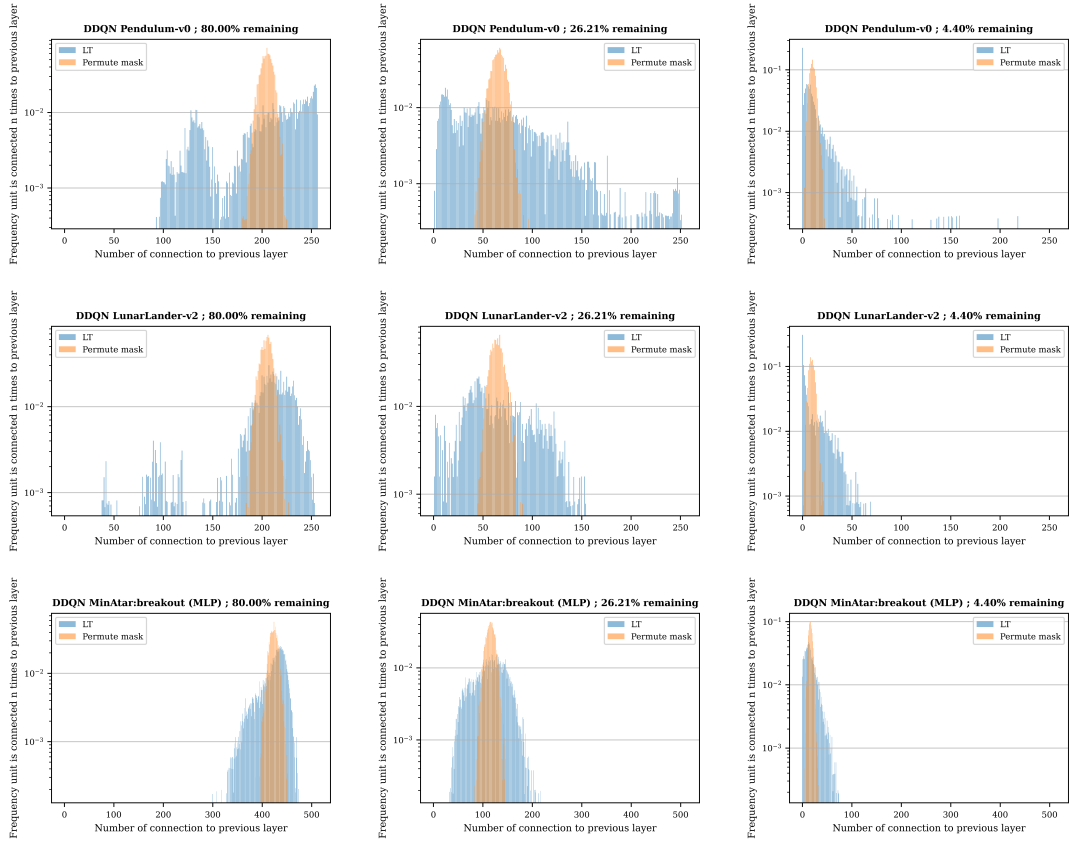 DDQN Pendulum-v0 ; 80.00% remaining
LT
Permute mask
Frequency unit is connected n times to previous layer
10⁻²
10⁻³
0 50 100 150 200 250
Number of connection to previous layer
DDQN Pendulum-v0 ; 26.21% remaining
LT
Permute mask
Frequency unit is connected n times to previous layer
10⁻²
10⁻³
0 50 100 150 200 250
Number of connection to previous layer
DDQN Pendulum-v0 ; 4.40% remaining
LT
Permute mask
Frequency unit is connected n times to previous layer
10⁻¹
10⁻²
10⁻³
0 50 100 150 200 250
Number of connection to previous layer
DDQN LunarLander-v2 ; 80.00% remaining
LT
Permute mask
Frequency unit is connected n times to previous layer
10⁻²
10⁻³
0 50 100 150 200 250
Number of connection to previous layer
DDQN LunarLander-v2 ; 26.21% remaining
LT
Permute mask
Frequency unit is connected n times to previous layer
10⁻²
10⁻³
0 50 100 150 200 250
Number of connection to previous layer
DDQN LunarLander-v2 ; 4.40% remaining
LT
Permute mask
Frequency unit is connected n times to previous layer
10⁻¹
10⁻²
10⁻³
0 50 100 150 200 250
Number of connection to previous layer
DDQN MinAtar:breakout (MLP) ; 80.00% remaining
LT
Permute mask
Frequency unit is connected n times to previous layer
10⁻²
10⁻³
0 100 200 300 400 500
Number of connection to previous layer
DDQN MinAtar:breakout (MLP) ; 26.21% remaining
LT
Permute mask
Frequency unit is connected n times to previous layer
10⁻²
10⁻³
0 100 200 300 400 500
Number of connection to previous layer
DDQN MinAtar:breakout (MLP) ; 4.40% remaining
LT
Permute mask
Frequency unit is connected n times to previous layer
10⁻¹
10⁻²
10⁻³
0 100 200 300 400 500
Number of connection to previous layer